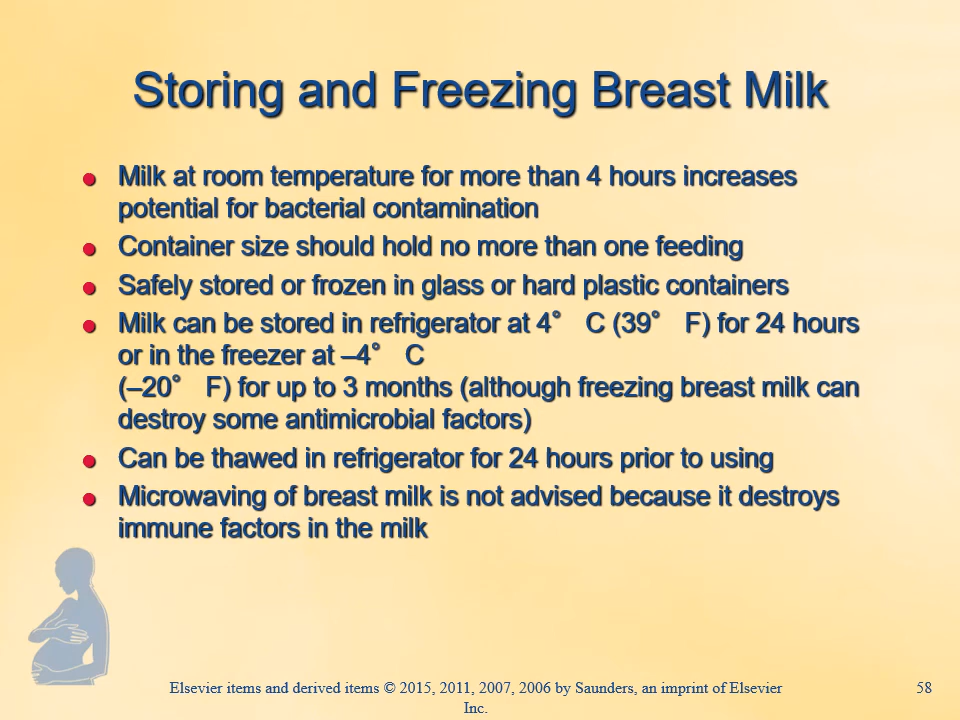 Storing and Freezing Breast Milk
● Milk at room temperature for more than 4 hours increases
potential for bacterial contamination
● Container size should hold no more than one feeding
● Safely stored or frozen in glass or hard plastic containers
● Milk can be stored in refrigerator at 4° C (39° F) for 24 hours
or in the freezer at –4° C
(–20° F) for up to 3 months (although freezing breast milk can
destroy some antimicrobial factors)
● Can be thawed in refrigerator for 24 hours prior to using
● Microwaving of breast milk is not advised because it destroys
immune factors in the milk
Elsevier items and derived items © 2015, 2011, 2007, 2006 by Saunders, an imprint of Elsevier
Inc.
58